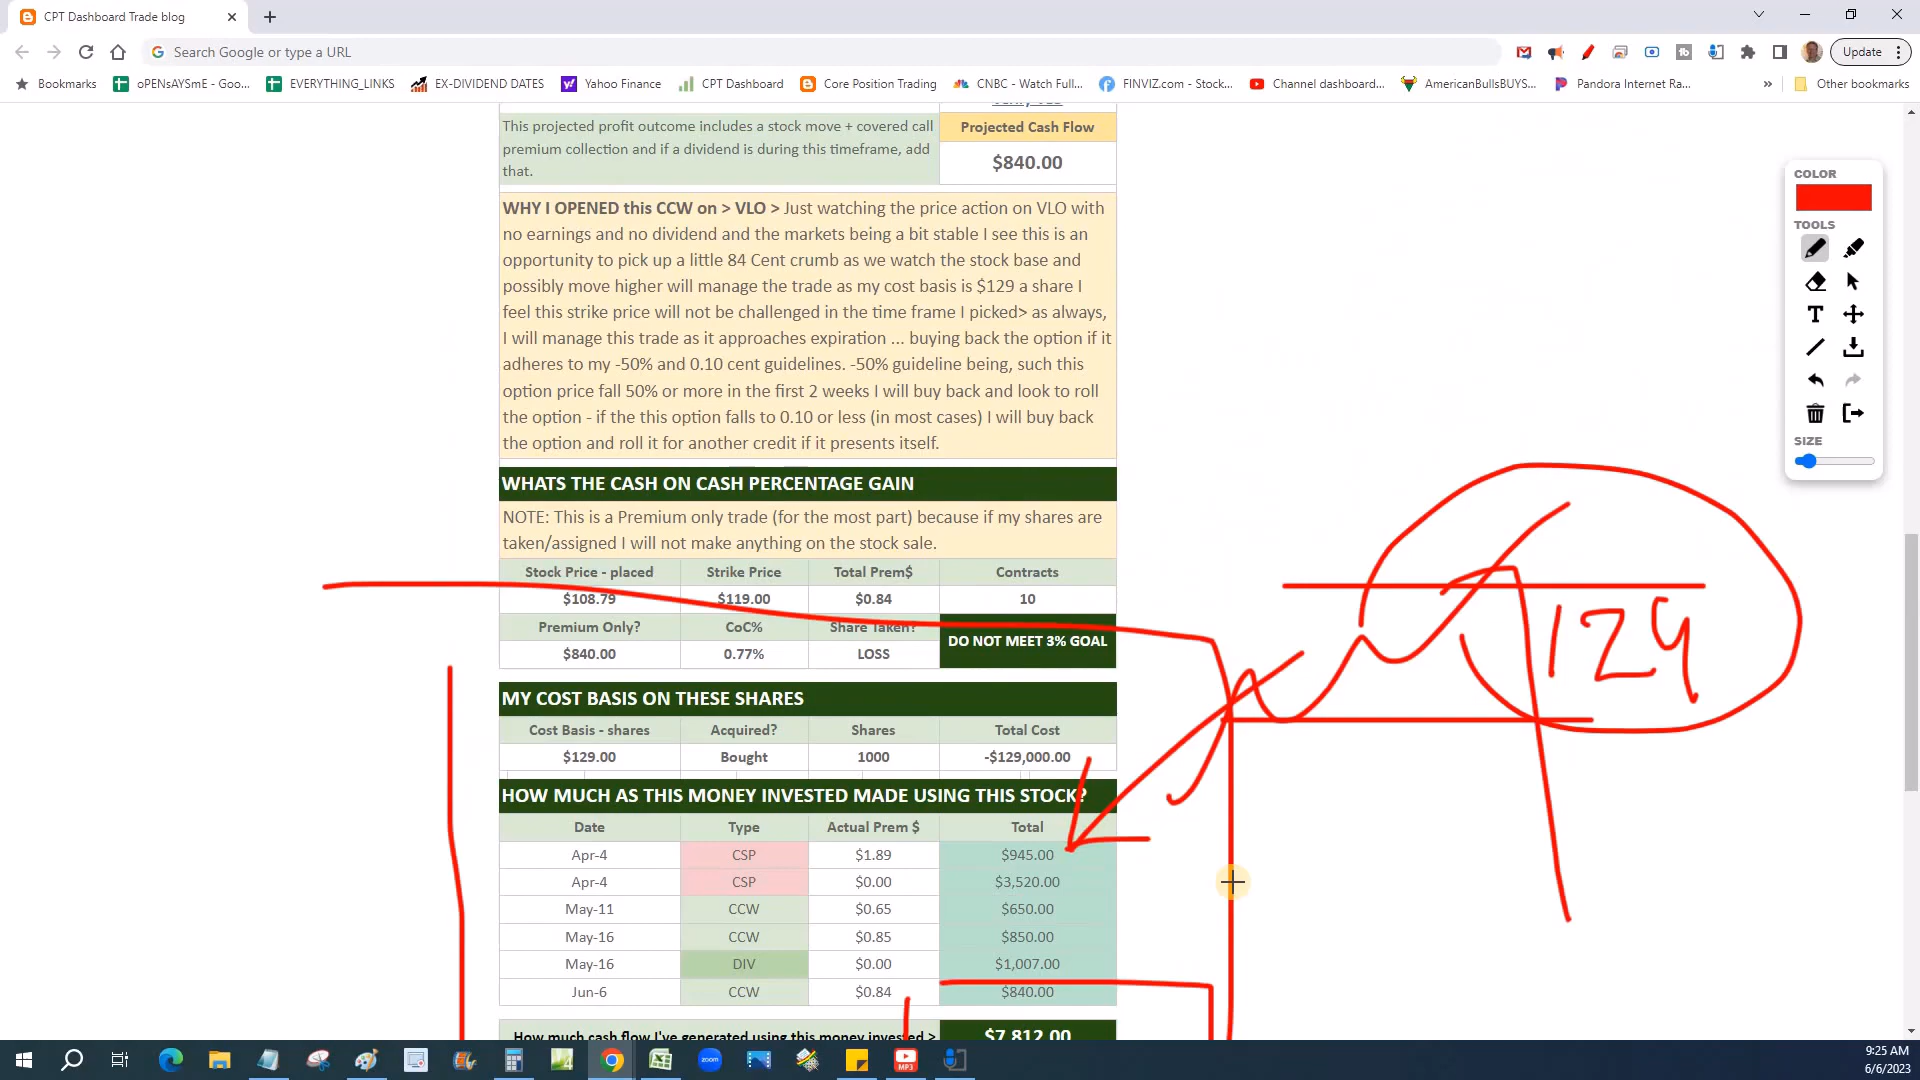 CPT Dashboard Trade blog
Search Google or type a URL
Update
Bookmarks
oPENsAYSmE - Goo...
EVERYTHING_LINKS
EX-DIVIDEND DATES
Yahoo Finance
CPT Dashboard
Core Position Trading
CNBC - Watch Full...
FINVIZ.com - Stock...
Channel dashboard...
AmericanBullsBUYS...
Pandora Internet Ra...
Other bookmarks
This projected profit outcome includes a stock move + covered call
premium collection and if a dividend is during this timeframe, add
that.
Projected Cash Flow
$840.00
WHY I OPENED this CCW on > VLO > Just watching the price action on VLO with
no earnings and no dividend and the markets being a bit stable I see this is an
opportunity to pick up a little 84 Cent crumb as we watch the stock base and
possibly move higher will manage the trade as my cost basis is $129 a share I
feel this strike price will not be challenged in the time frame I picked> as always,
I will manage this trade as it approaches expiration ... buying back the option if it
adheres to my -50% and 0.10 cent guidelines. -50% guideline being, such this
option price fall 50% or more in the first 2 weeks I will buy back and look to roll
the option - if the this option falls to 0.10 or less (in most cases) I will buy back
the option and roll it for another credit if it presents itself.
WHATS THE CASH ON CASH PERCENTAGE GAIN
NOTE: This is a Premium only trade (for the most part) because if my shares are
taken/assigned I will not make anything on the stock sale.
Stock Price - placed Strike Price Total Prem$ Contracts
$108.79 $119.00 $0.84 10
Premium Only? CoC% Share Taken? DO NOT MEET 3% GOAL
$840.00 0.77% LOSS
MY COST BASIS ON THESE SHARES
Cost Basis - shares Acquired? Shares Total Cost
$129.00 Bought 1000 -$129,000.00
HOW MUCH AS THIS MONEY INVESTED MADE USING THIS STOCK?
Date Type Actual Prem $ Total
Apr-4 CSP $1.89 $945.00
Apr-4 CSP $0.00 $3,520.00
May-11 CCW $0.65 $650.00
May-16 CCW $0.85 $850.00
May-16 DIV $0.00 $1,007.00
Jun-6 CCW $0.84 $840.00
How much cash flow I've generated using this money invested > $7,812.00
129
COLOR
TOOLS
T
SIZE
zoom
MP3
9:25 AM
6/6/2023